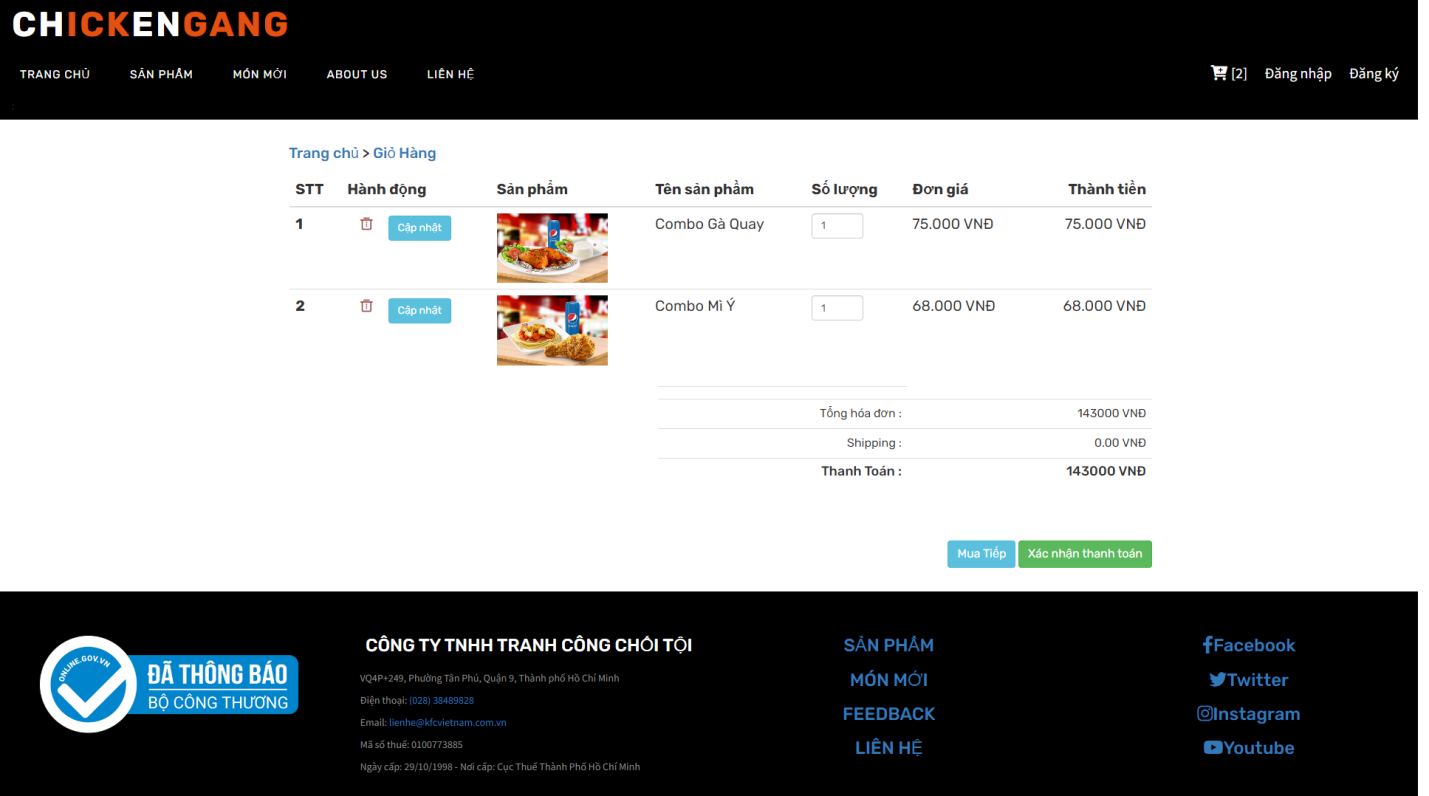 CHICKENGANG
TRANG CHỦ SẢN PHẨM MÓN MỚI ABOUT US LIÊN HỆ [2] Đăng nhập Đăng ký
:
Trang chủ > Giỏ Hàng
STT Hành động Sản phẩm Tên sản phẩm Số lượng Đơn giá Thành tiền
1 Cập nhật Combo Gà Quay 1 75.000 VNĐ 75.000 VNĐ
2 Cập nhật Combo Mì Ý 1 68.000 VNĐ 68.000 VNĐ
Tổng hóa đơn : 143000 VNĐ
Shipping : 0.00 VNĐ
Thanh Toán : 143000 VNĐ
Mua Tiếp Xác nhận thanh toán
ONLINE.GOV.VN
ĐÃ THÔNG BÁO
BỘ CÔNG THƯƠNG
CÔNG TY TNHH TRANH CÔNG CHỐI TỘI
VQ4P+249, Phường Tân Phú, Quận 9, Thành phố Hồ Chí Minh
Điện thoại: (028) 38489828
Email: lienhe@kfcvietnam.com.vn
Mã số thuế: 0100773885
Ngày cấp: 29/10/1998 - Nơi cấp: Cục Thuế Thành Phố Hồ Chí Minh
SẢN PHẨM
MÓN MỚI
FEEDBACK
LIÊN HỆ
Facebook
Twitter
Instagram
Youtube